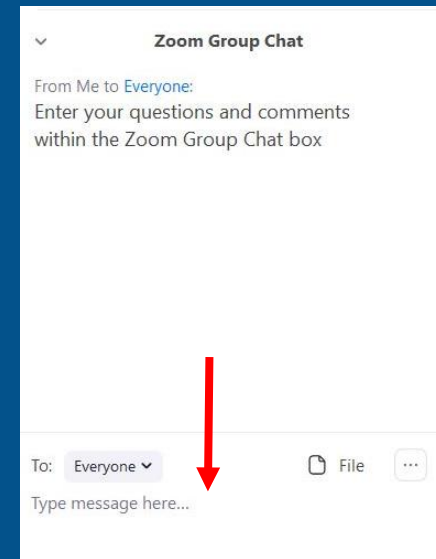 Zoom Group Chat
From Me to Everyone:
Enter your questions and comments
within the Zoom Group Chat box
To: Everyone File ...
Type message here...